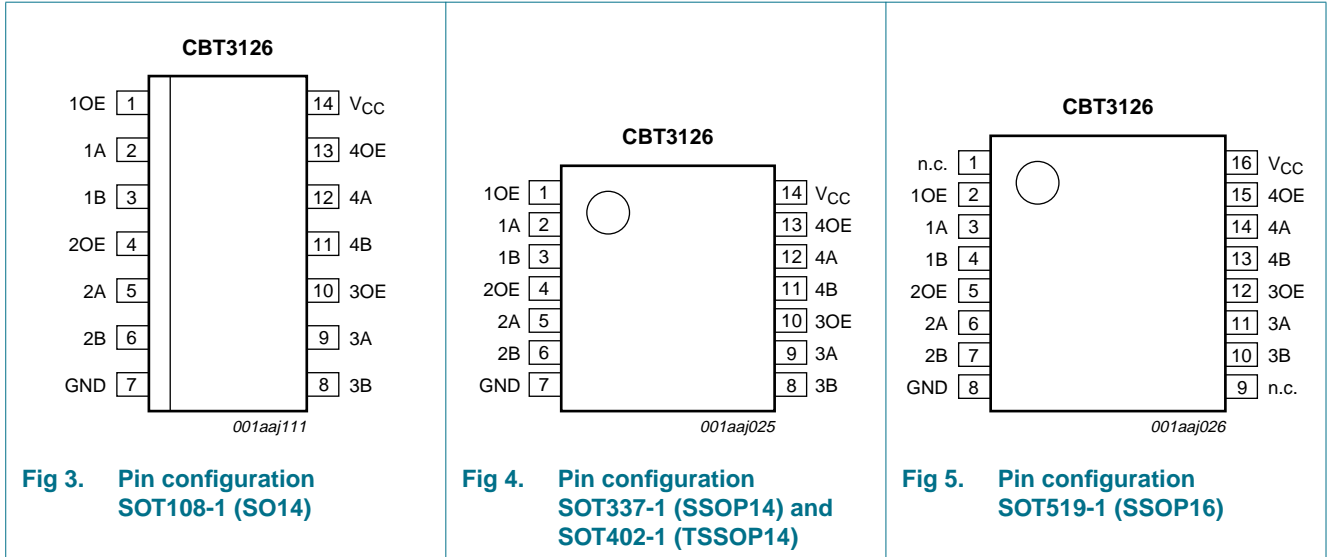 CBT3126
1OE 1 14 VCC
1A 2 13 4OE
1B 3 12 4A
2OE 4 11 4B
2A 5 10 3OE
2B 6 9 3A
GND 7 8 3B
001aaj111
Fig 3. Pin configuration
SOT108-1 (SO14)
CBT3126
1OE 1 14 VCC
1A 2 13 4OE
1B 3 12 4A
2OE 4 11 4B
2A 5 10 3OE
2B 6 9 3A
GND 7 8 3B
001aaj025
Fig 4. Pin configuration
SOT337-1 (SSOP14) and
SOT402-1 (TSSOP14)
CBT3126
n.c. 1 16 VCC
1OE 2 15 4OE
1A 3 14 4A
1B 4 13 4B
2OE 5 12 3OE
2A 6 11 3A
2B 7 10 3B
GND 8 9 n.c.
001aaj026
Fig 5. Pin configuration
SOT519-1 (SSOP16)